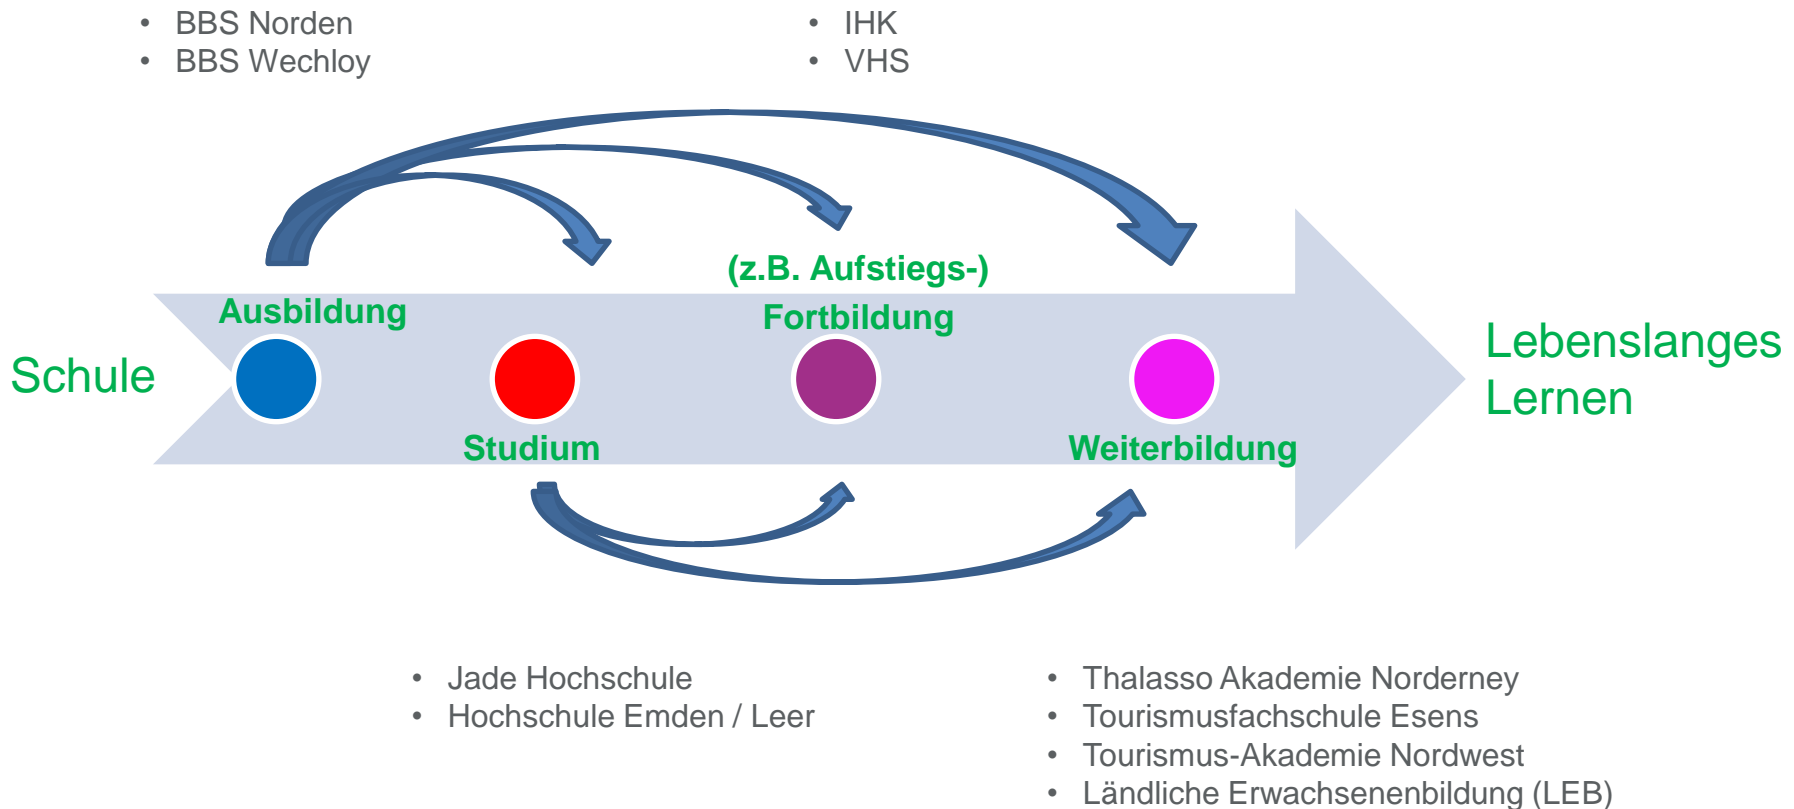 • BBS Norden
• BBS Wechloy
• IHK
• VHS
(z.B. Aufstiegs-)
Ausbildung
Fortbildung
Schule
Lebenslanges
Lernen
Studium
Weiterbildung
• Jade Hochschule
• Hochschule Emden / Leer
• Thalasso Akademie Norderney
• Tourismusfachschule Esens
• Tourismus-Akademie Nordwest
• Ländliche Erwachsenenbildung (LEB)